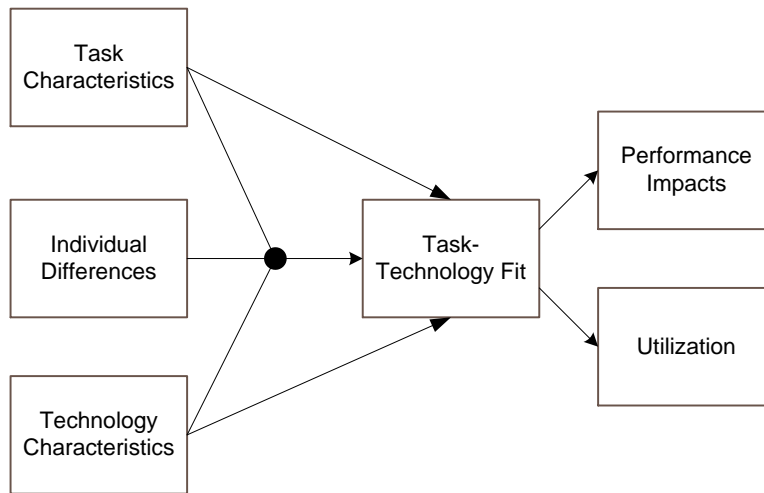 Task
Characteristics
Individual
Differences
Technology
Characteristics
Task-
Technology Fit
Performance
Impacts
Utilization